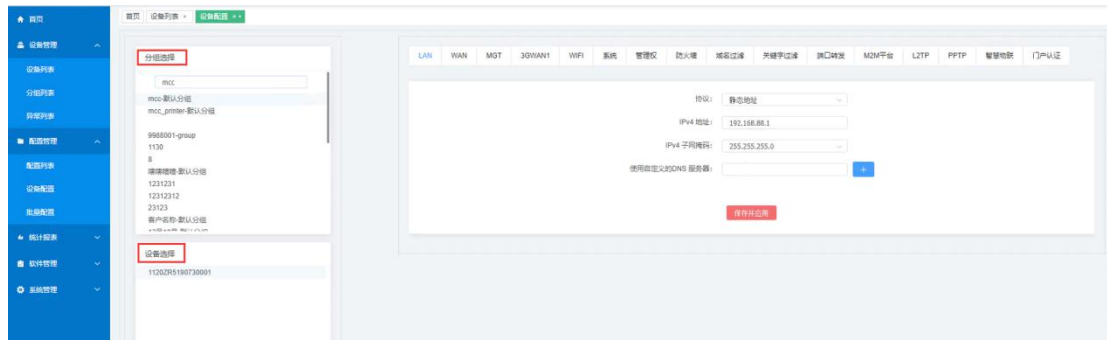 首页
设备管理
设备列表
分组列表
异常列表
配置管理
配置列表
设备配置
批量配置
统计报表
软件管理
系统管理
首页 设备列表 × 设备配置 ×
分组选择
mcc
mcc-默认分组
mcc_printer-默认分组
9988001-group
1130
8
嘻嘻嘻嘻-默认分组
1231231
12312312
23123
客户名称-默认分组
设备选择
1120ZR5190730001
LAN WAN MGT 3GWAN1 WIFI 系统 管理权 防火墙 域名过滤 关键字过滤 端口转发 M2M平台 L2TP PPTP 智慧物联 门户认证
协议: 静态地址
IPv4 地址: 192.168.88.1
IPv4 子网掩码: 255.255.255.0
使用自定义的DNS 服务器: +
保存并应用